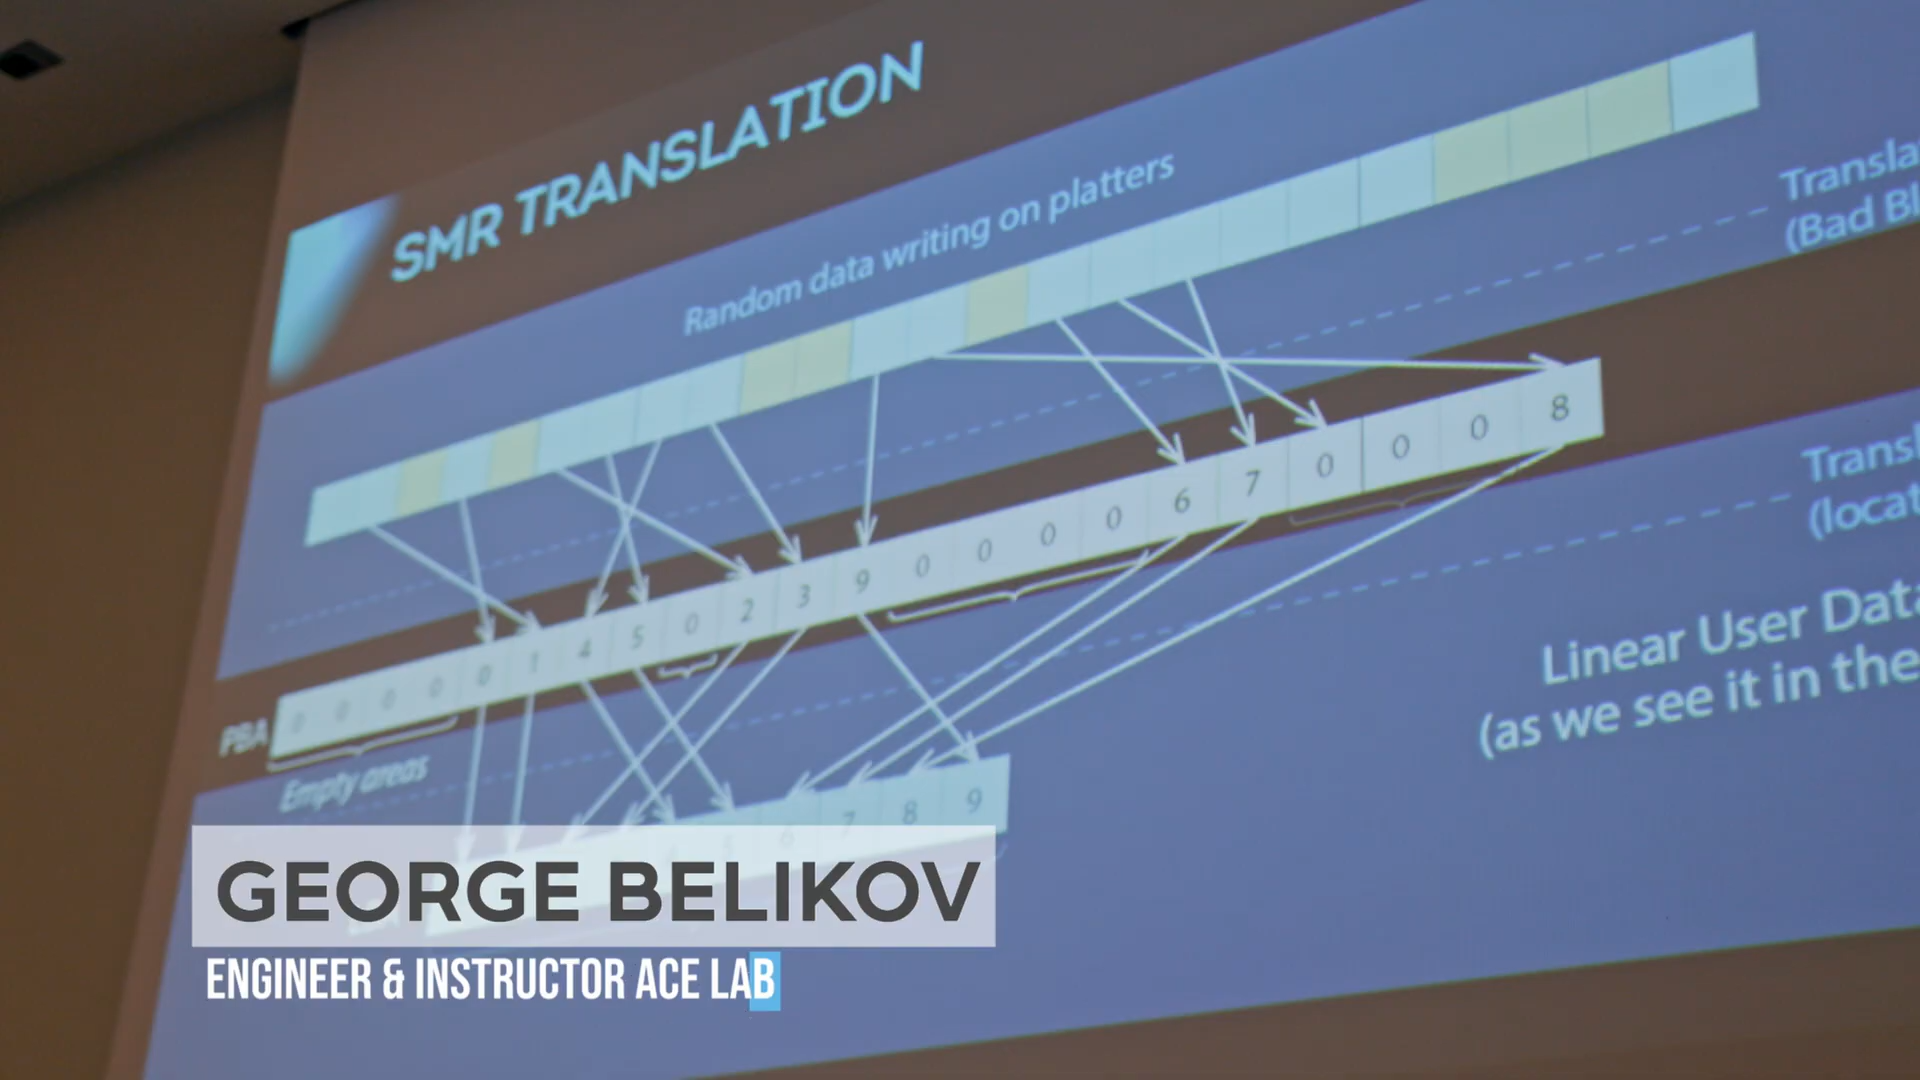 SMR TRANSLATION
Random data writing on platters
Transla
(Bad Bl
0 0 0 0 0 1 4 5 0 2 3 9 0 0 0 0 6 7 0 0 0 8
PBA
Empty areas
Transl
(locat
Linear User Data
(as we see it in the
6 7 8 9
GEORGE BELIKOV
ENGINEER & INSTRUCTOR ACE LAB